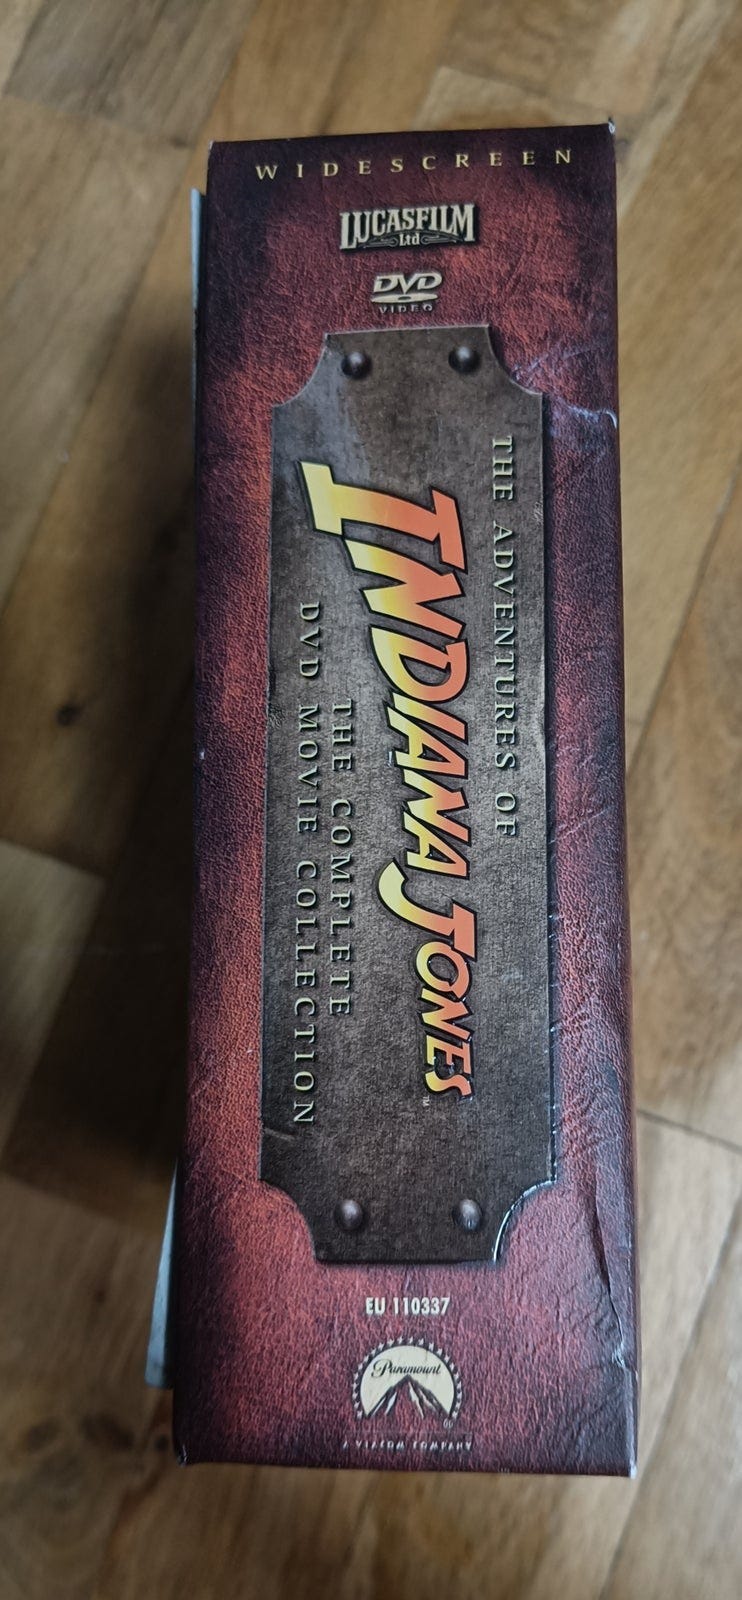 WIDESCREEN
LUCASFILM
Ltd
DVD
VIDEO
THE ADVENTURES OF
INDIANA JONES™
THE COMPLETE
DVD MOVIE COLLECTION
EU 110337
Paramount
A VIACOM COMPANY